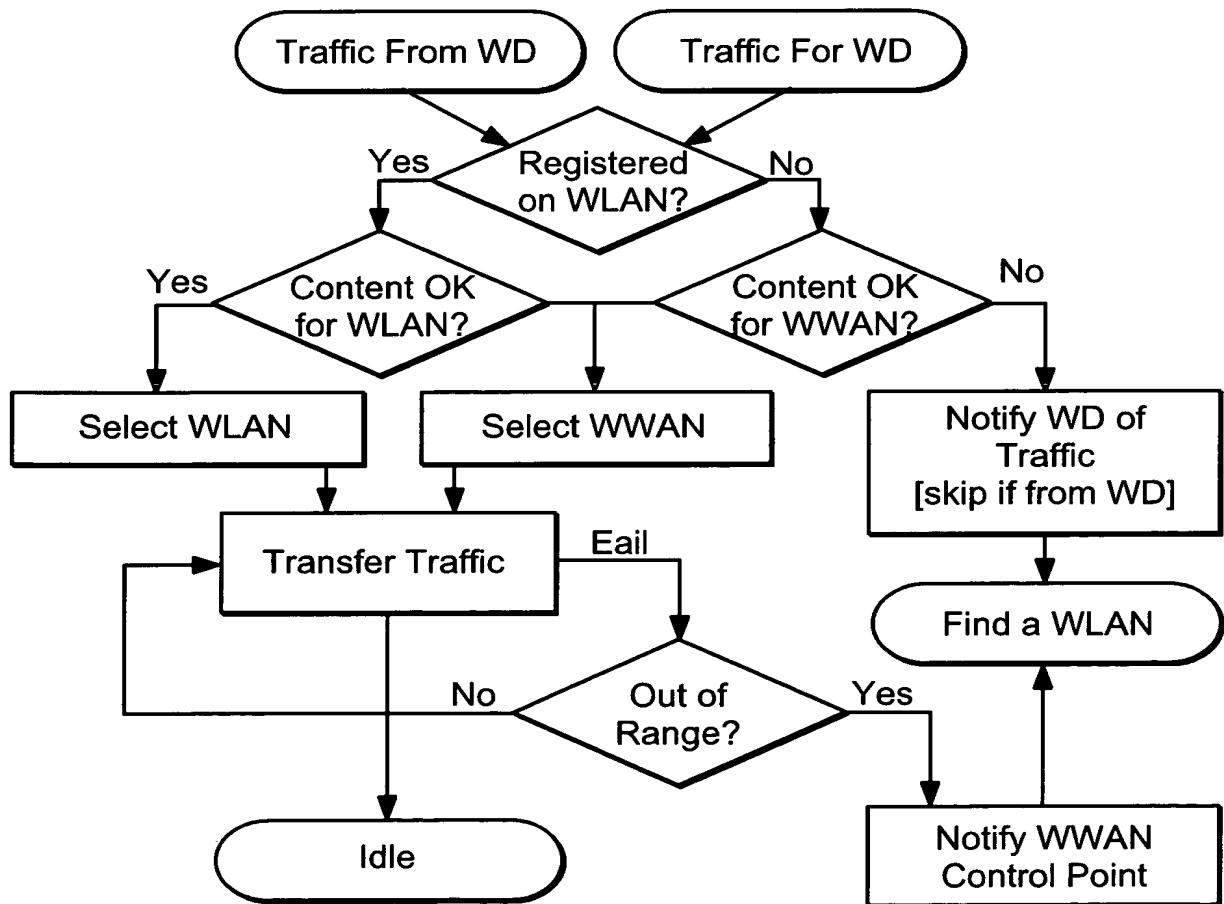 Traffic From WD
Traffic For WD
Yes
Registered
on WLAN?
No
Yes
Content OK
for WLAN?
Content OK
for WWAN?
No
Select WLAN
Select WWAN
Notify WD of
Traffic
[skip if from WD]
Transfer Traffic
Eail
Find a WLAN
No
Out of
Range?
Yes
Idle
Notify WWAN
Control Point